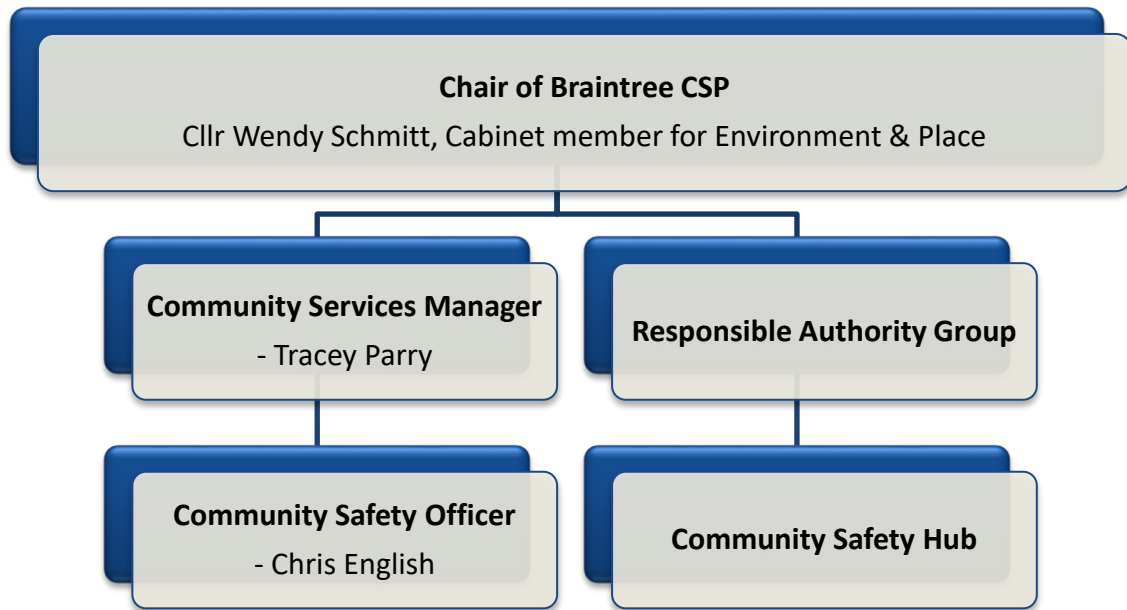 Chair of Braintree CSP
Cllr Wendy Schmitt, Cabinet member for Environment & Place
Community Services Manager
- Tracey Parry
Responsible Authority Group
Community Safety Officer
- Chris English
Community Safety Hub